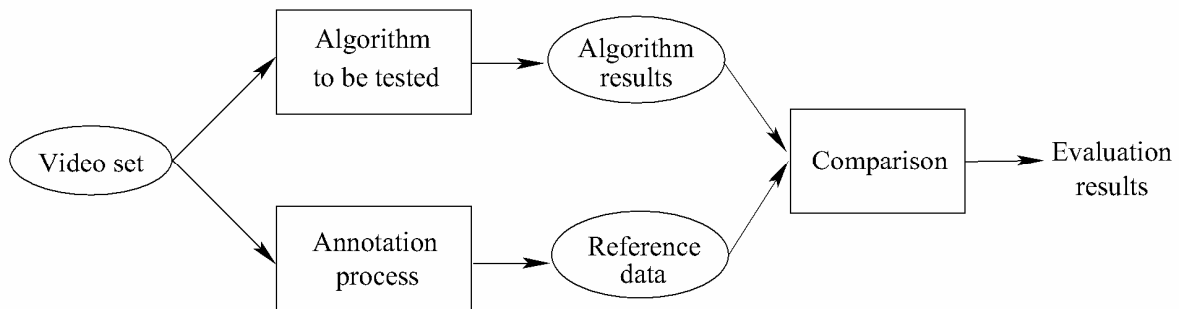 Video set
Algorithm
to be tested
Algorithm
results
Annotation
process
Reference
data
Comparison
Evaluation
results